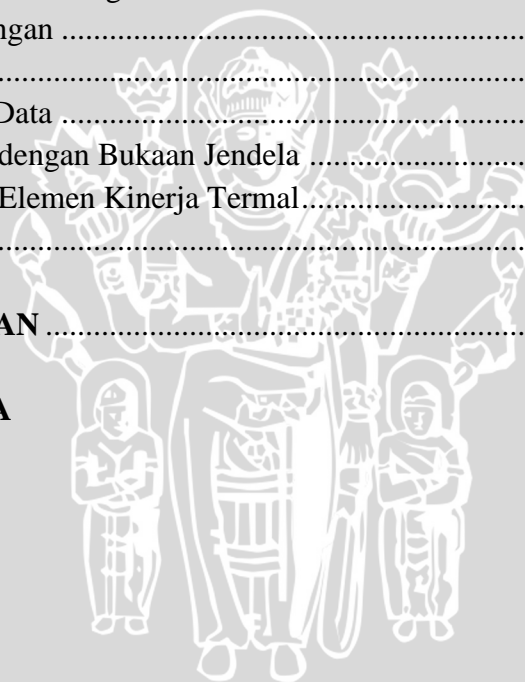 ngan ..........................................................
..................................................................
Data ..........................................................
dengan Bukaan Jendela ...........................
Elemen Kinerja Termal............................
..................................................................
AN ............................................................
A